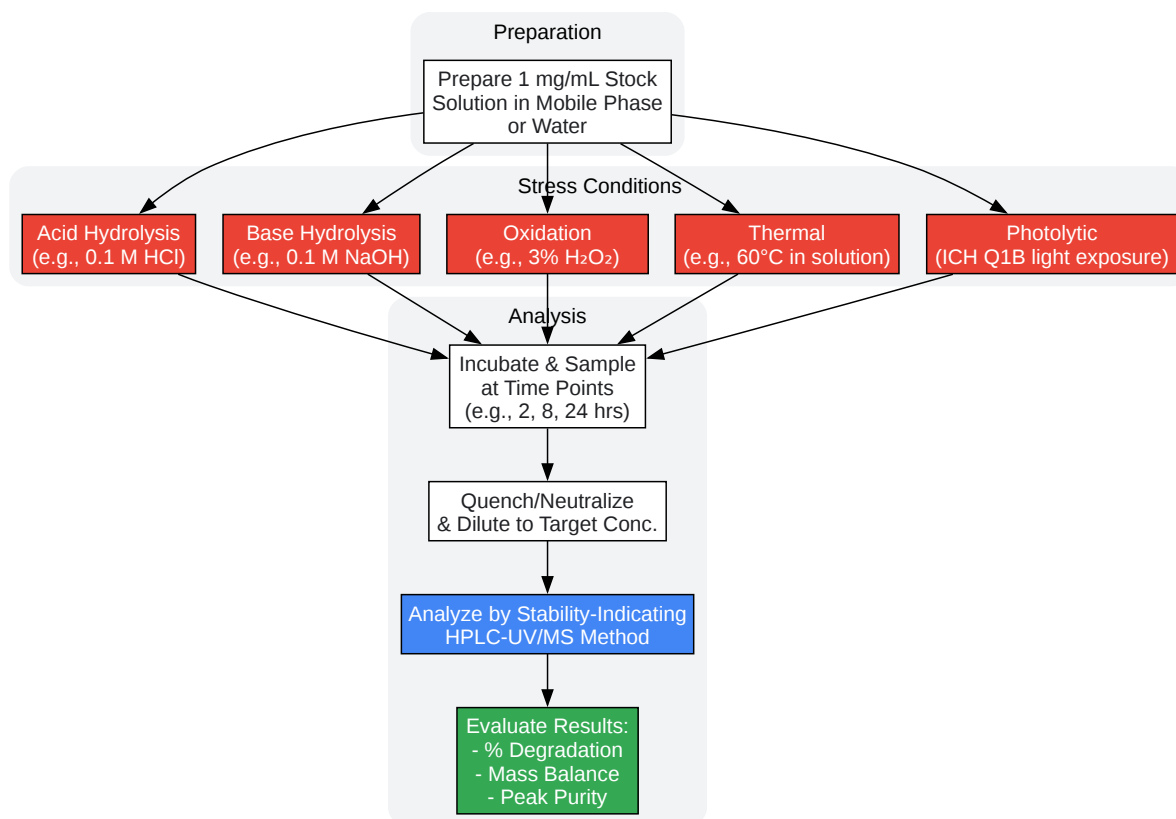 Preparation
Prepare 1 mg/mL Stock
Solution in Mobile Phase
or Water
Stress Conditions
Acid Hydrolysis
(e.g., 0.1 M HCl)
Base Hydrolysis
(e.g., 0.1 M NaOH)
Oxidation
(e.g., 3% H₂O₂)
Thermal
(e.g., 60°C in solution)
Photolytic
(ICH Q1B light exposure)
Analysis
Incubate & Sample
at Time Points
(e.g., 2, 8, 24 hrs)
Quench/Neutralize
& Dilute to Target Conc.
Analyze by Stability-Indicating
HPLC-UV/MS Method
Evaluate Results:
- % Degradation
- Mass Balance
- Peak Purity